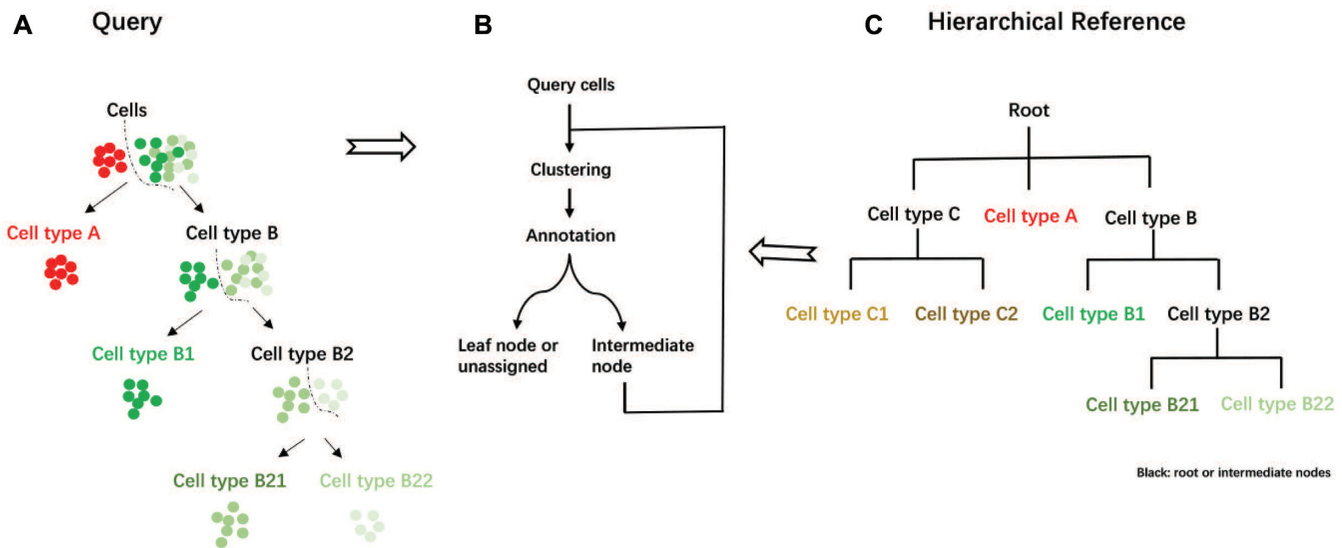 A Query
Cells
Cell type A
Cell type B
Cell type B1
Cell type B2
Cell type B21
Cell type B22
B
Query cells
Clustering
Annotation
Leaf node or
unassigned
Intermediate
node
C Hierarchical Reference
Root
Cell type C
Cell type A
Cell type B
Cell type C1
Cell type C2
Cell type B1
Cell type B2
Cell type B21
Cell type B22
Black: root or intermediate nodes